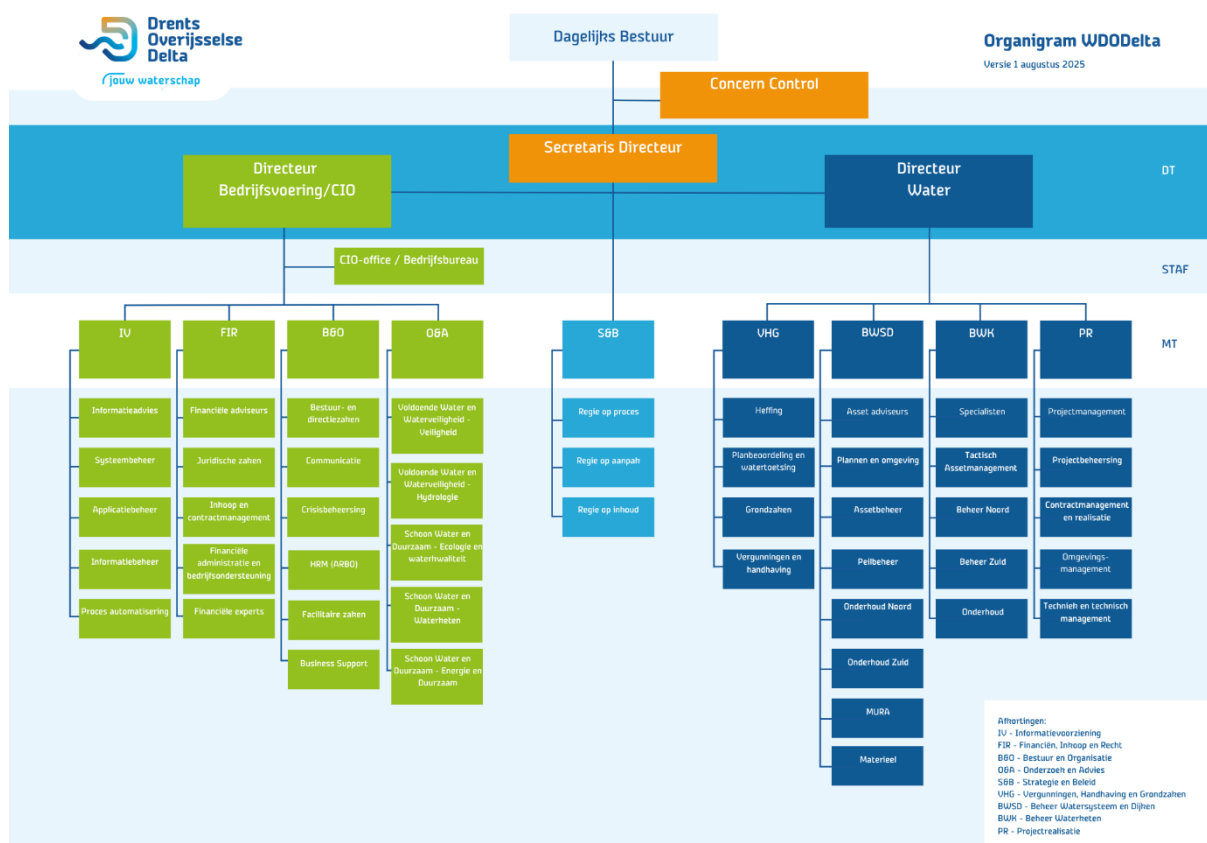 Drents
Overijsselse
Delta
jouw waterschap
Dagelijks Bestuur
Organigram WDODelta
Versie 1 augustus 2025
Concern Control
Secretaris Directeur
Directeur
Bedrijfsvoering/CIO
Directeur
Water
DT
CIO-office / Bedrijfsbureau
STAF
IV
FIR
B&O
O&A
S&B
VHG
BWSD
BWK
PR
MT
Informatieadvies
Systeembeheer
Applicatiebeheer
Informatiebeheer
Proces automatisering
Financiële adviseurs
Juridische zaken
Inkoop en
contractmanagement
Financiële
administratie en
bedrijfsondersteuning
Financiële experts
Bestuur- en
directiezaken
Communicatie
Crisisbeheersing
HRM (ARBO)
Facilitaire zaken
Business Support
Voldoende Water en
Waterveiligheid -
Veiligheid
Voldoende Water en
Waterveiligheid -
Hydrologie
Schoon Water en
Duurzaam - Ecologie en
waterkwaliteit
Schoon Water en
Duurzaam -
Waterketen
Schoon Water en
Duurzaam - Energie en
Duurzaam
Regie op proces
Regie op aanpak
Regie op inhoud
Heffing
Planbeoordeling en
watertoetsing
Grondzaken
Vergunningen en
handhaving
Asset adviseurs
Plannen en omgeving
Assetbeheer
Peilbeheer
Onderhoud Noord
Onderhoud Zuid
MURA
Materieel
Specialisten
Tactisch
Assetmanagement
Beheer Noord
Beheer Zuid
Onderhoud
Projectmanagement
Projectbeheersing
Contractmanagement
en realisatie
Omgevings-
management
Techniek en technisch
management
Afkortingen:
IV - Informatievoorziening
FIR - Financiën, Inkoop en Recht
B&O - Bestuur en Organisatie
O&A - Onderzoek en Advies
S&B - Strategie en Beleid
VHG - Vergunningen, Handhaving en Grondzaken
BWSD - Beheer Watersysteem en Dijken
BWK - Beheer Waterketen
PR - Projectrealisatie